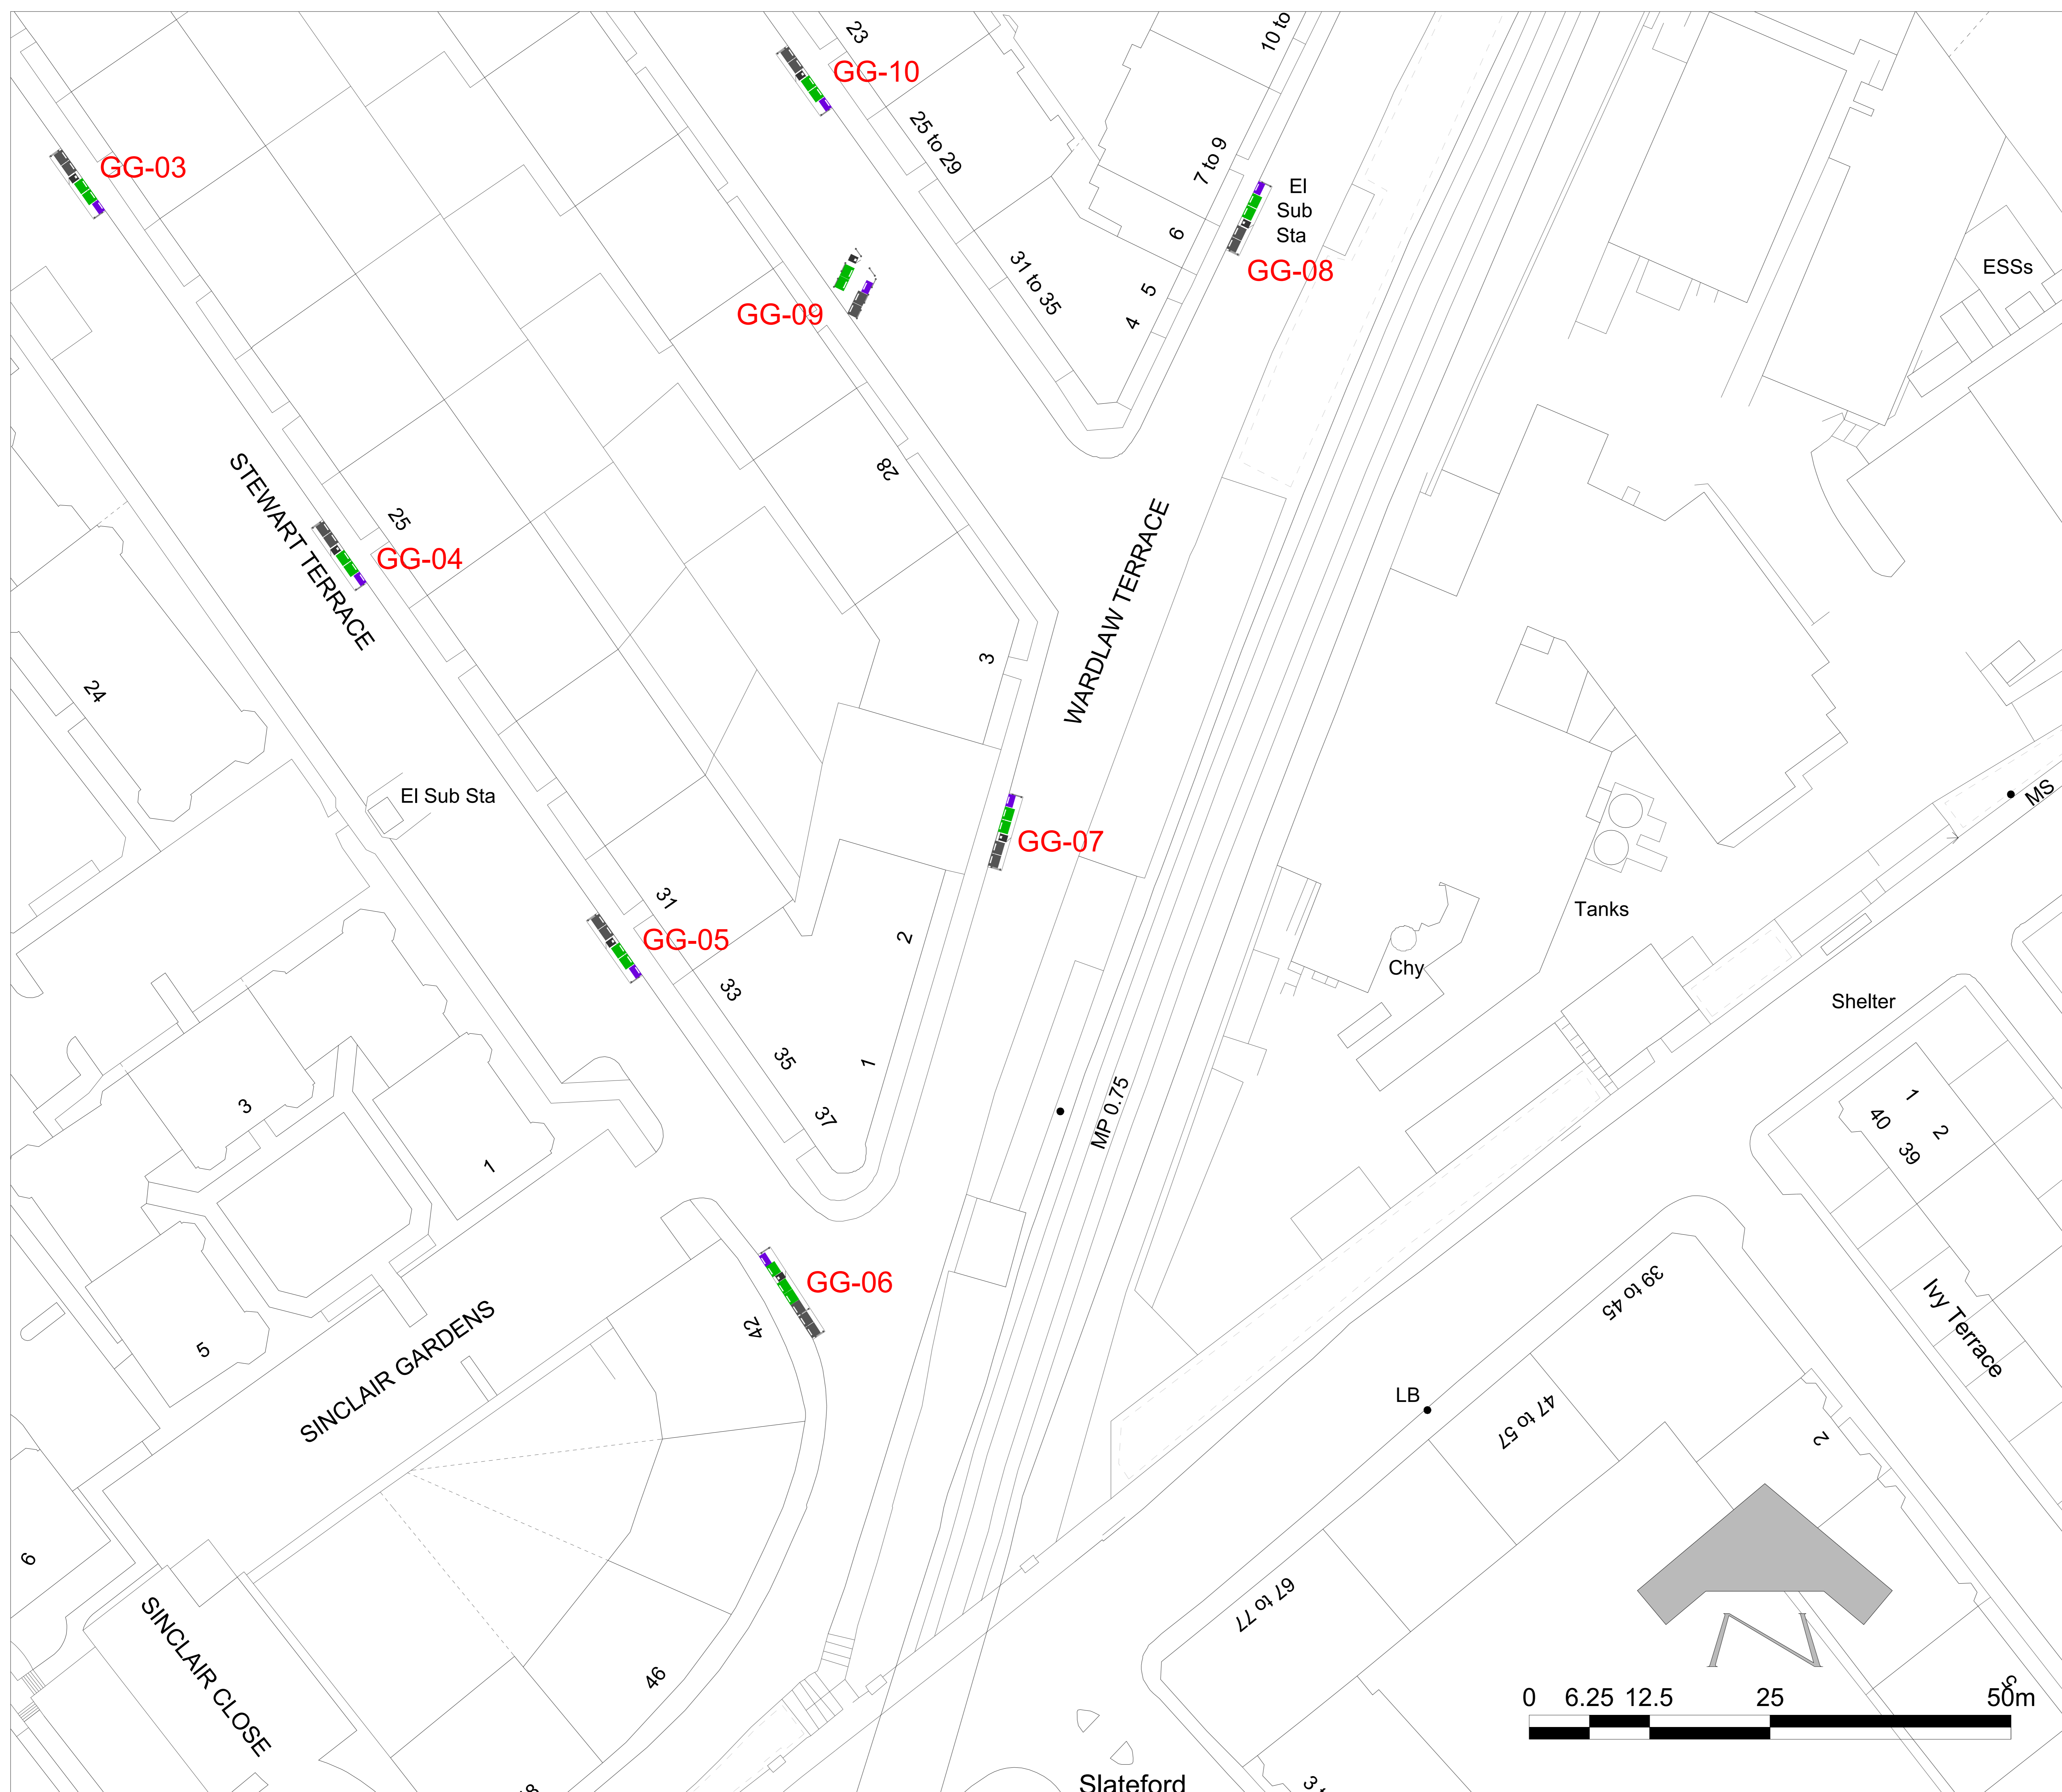 23
10 to
GG-10
25 to 29
7 to 9
GG-03
El
Sub
Sta
6
GG-08
ESSs
31 to 35
5
GG-09
4
28
STEWART TERRACE
25
GG-04
WARDLAW TERRACE
3
24
El Sub Sta
MS
GG-07
31
Tanks
GG-05
2
Chy
33
Shelter
35
1
37
MP 0.75
3
1
1
40
2
39
GG-06
42
39 to 45
Ivy Terrace
5
SINCLAIR GARDENS
LB
47 to 57
2
6
67 to 77
SINCLAIR CLOSE
46
5
N
0 6.25 12.5 25 50m
Slateford